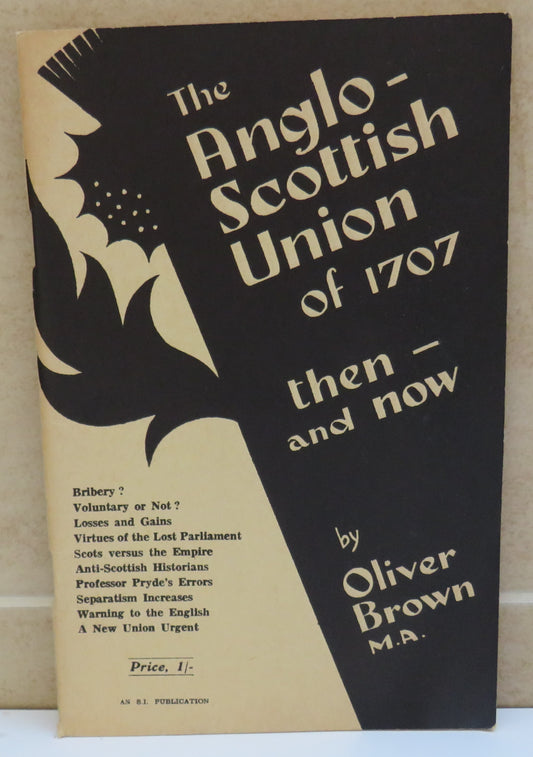 The
Anglo-
Scottish
Union
of 1707
then -
and now
by
Oliver
Brown
M.A.
Bribery?
Voluntary or Not?
Losses and Gains
Virtues of the Lost Parliament
Scots versus the Empire
Anti-Scottish Historians
Professor Pryde's Errors
Separatism Increases
Warning to the English
A New Union Urgent
Price, 1/-
AN S.I. PUBLICATION